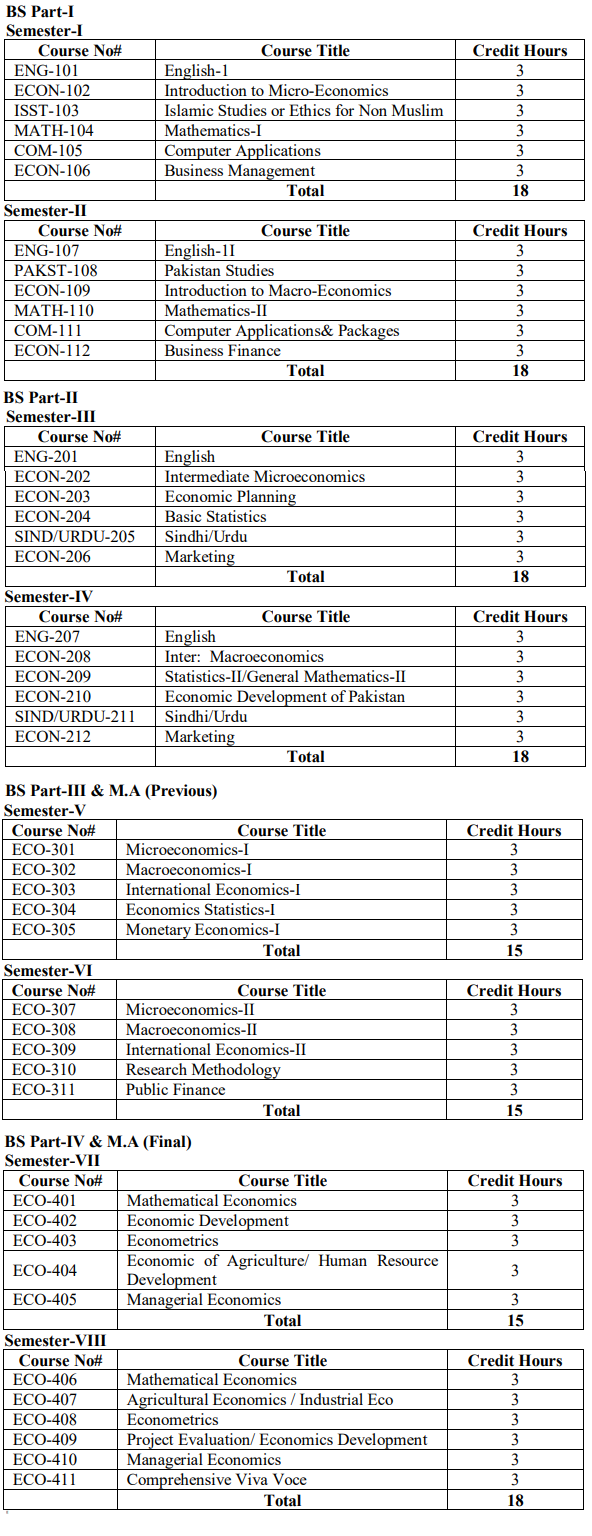 BS Part-I
Semester-I
Course No# Course Title Credit Hours
ENG-101 English-1 3
ECON-102 Introduction to Micro-Economics 3
ISST-103 Islamic Studies or Ethics for Non Muslim 3
MATH-104 Mathematics-I 3
COM-105 Computer Applications 3
ECON-106 Business Management 3
Total 18
Semester-II
Course No# Course Title Credit Hours
ENG-107 English-1I 3
PAKST-108 Pakistan Studies 3
ECON-109 Introduction to Macro-Economics 3
MATH-110 Mathematics-II 3
COM-111 Computer Applications& Packages 3
ECON-112 Business Finance 3
Total 18
BS Part-II
Semester-III
Course No# Course Title Credit Hours
ENG-201 English 3
ECON-202 Intermediate Microeconomics 3
ECON-203 Economic Planning 3
ECON-204 Basic Statistics 3
SIND/URDU-205 Sindhi/Urdu 3
ECON-206 Marketing 3
Total 18
Semester-IV
Course No# Course Title Credit Hours
ENG-207 English 3
ECON-208 Inter: Macroeconomics 3
ECON-209 Statistics-II/General Mathematics-II 3
ECON-210 Economic Development of Pakistan 3
SIND/URDU-211 Sindhi/Urdu 3
ECON-212 Marketing 3
Total 18
BS Part-III & M.A (Previous)
Semester-V
Course No# Course Title Credit Hours
ECO-301 Microeconomics-I 3
ECO-302 Macroeconomics-I 3
ECO-303 International Economics-I 3
ECO-304 Economics Statistics-I 3
ECO-305 Monetary Economics-I 3
Total 15
Semester-VI
Course No# Course Title Credit Hours
ECO-307 Microeconomics-II 3
ECO-308 Macroeconomics-II 3
ECO-309 International Economics-II 3
ECO-310 Research Methodology 3
ECO-311 Public Finance 3
Total 15
BS Part-IV & M.A (Final)
Semester-VII
Course No# Course Title Credit Hours
ECO-401 Mathematical Economics 3
ECO-402 Economic Development 3
ECO-403 Econometrics 3
ECO-404 Economic of Agriculture/ Human Resource
Development 3
ECO-405 Managerial Economics 3
Total 15
Semester-VIII
Course No# Course Title Credit Hours
ECO-406 Mathematical Economics 3
ECO-407 Agricultural Economics / Industrial Eco 3
ECO-408 Econometrics 3
ECO-409 Project Evaluation/ Economics Development 3
ECO-410 Managerial Economics 3
ECO-411 Comprehensive Viva Voce 3
Total 18